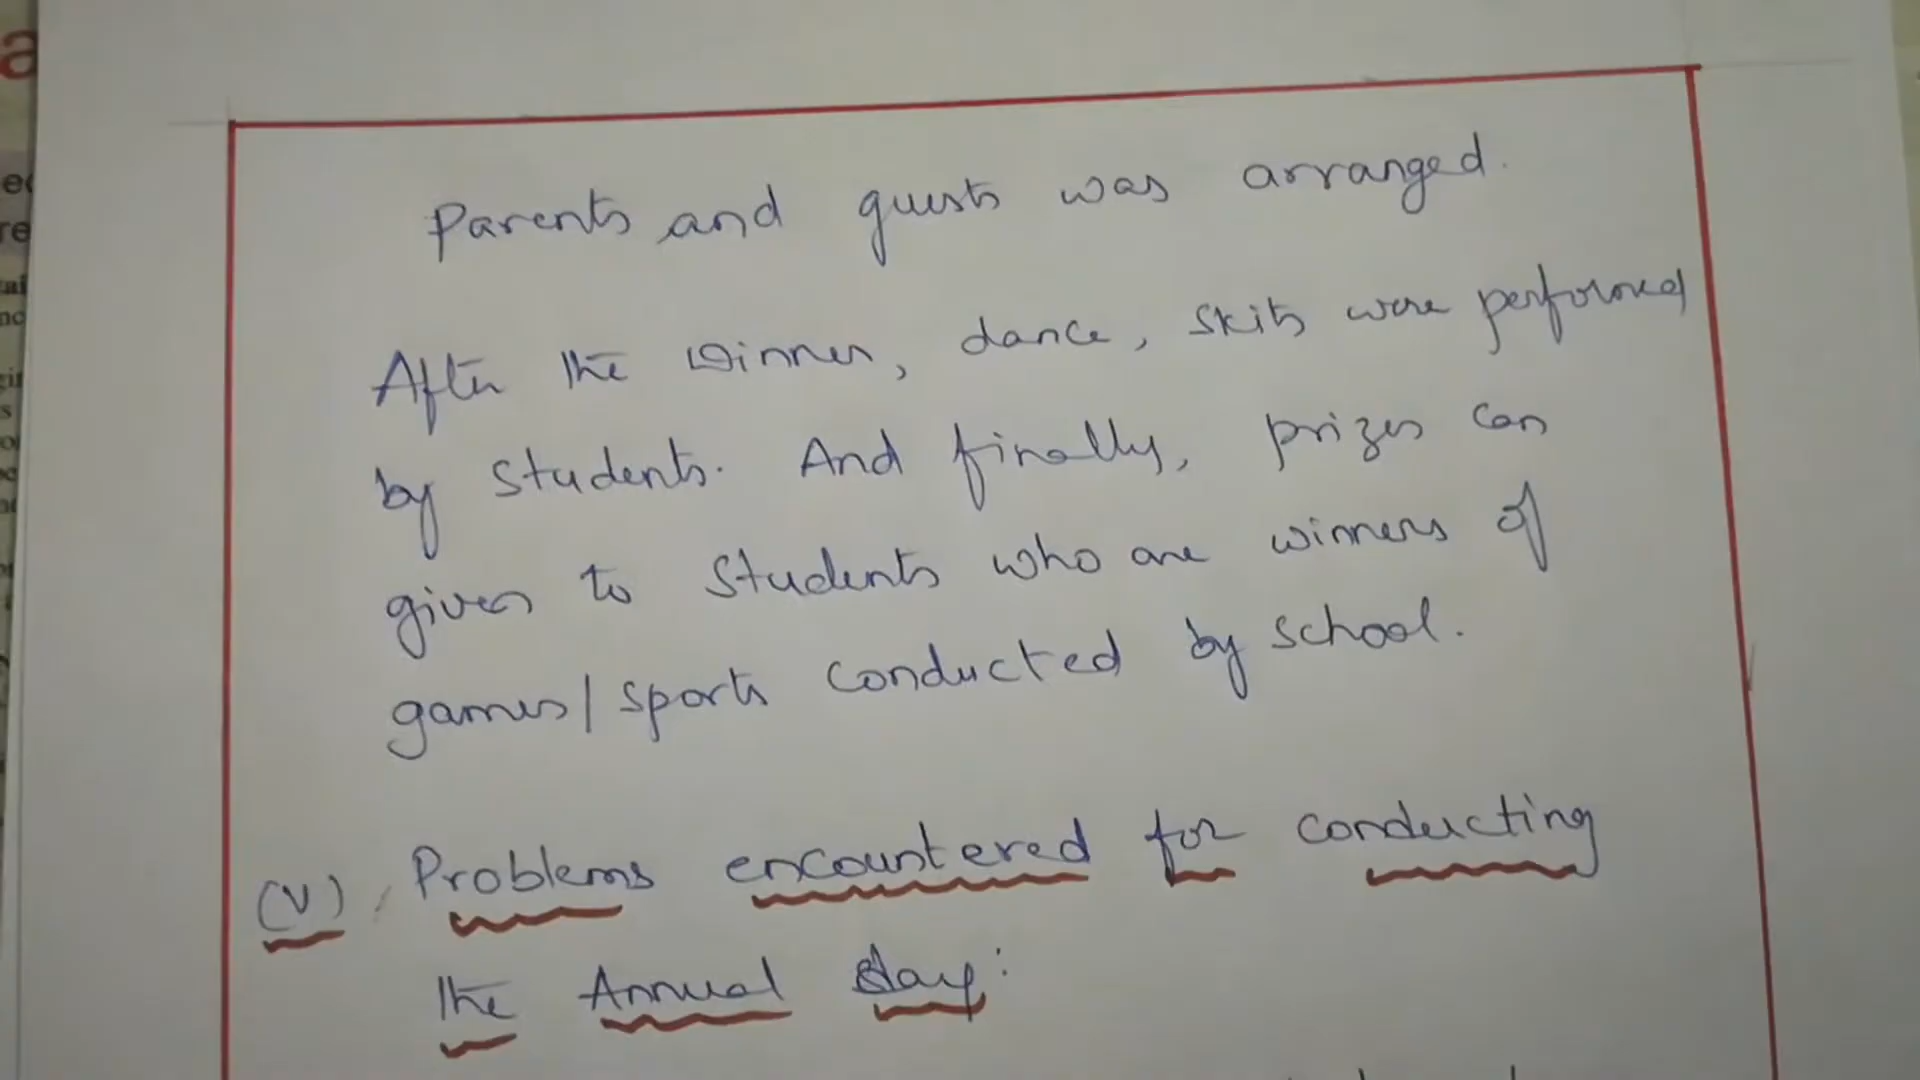 Parents and guests was arranged.
After the Winner, dance, skits were performed
by students. And finally, prizes can
given to students who are winners of
games/sports conducted by school.
(V) Problems encountered for conducting
the Annual day: